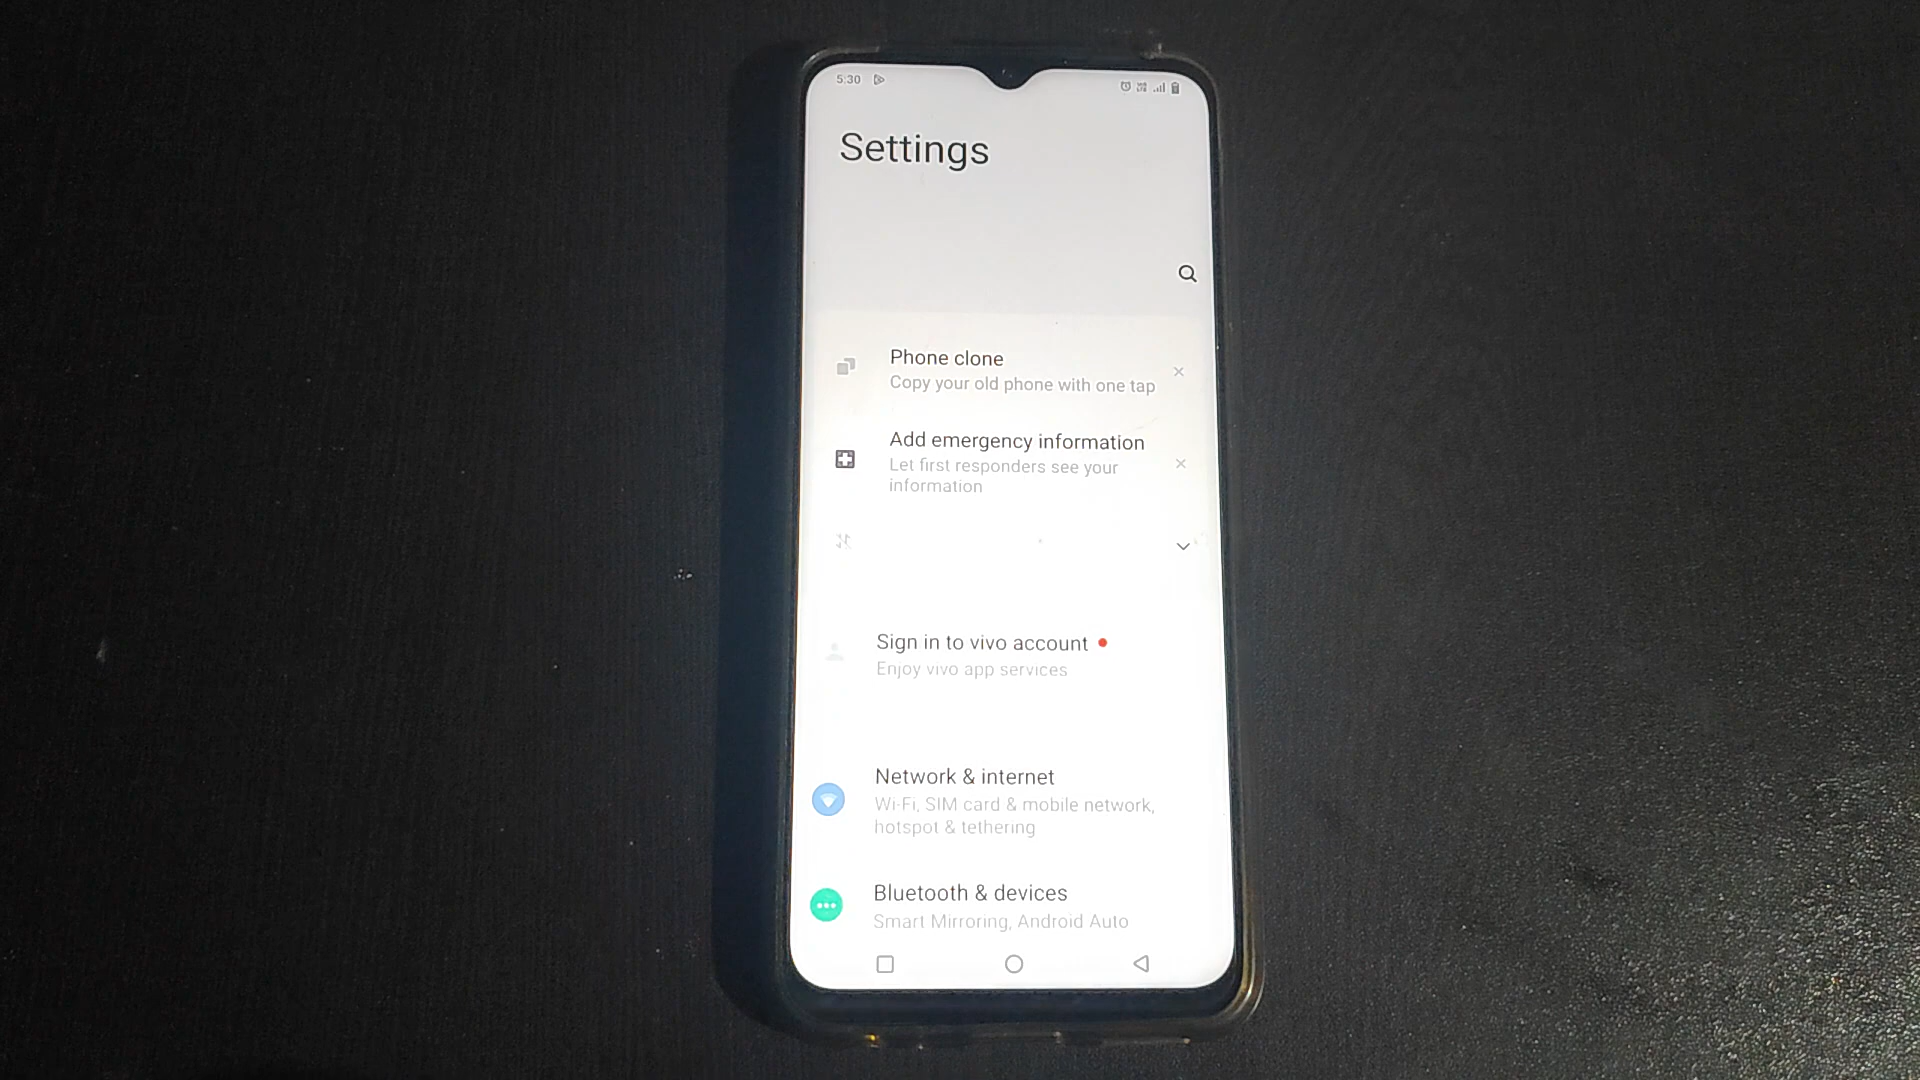 5:30
Settings
Phone clone
Copy your old phone with one tap
Add emergency information
Let first responders see your
information
Sign in to vivo account
Enjoy vivo app services
Network & internet
Wi-Fi, SIM card & mobile network,
hotspot & tethering
Bluetooth & devices
Smart Mirroring, Android Auto